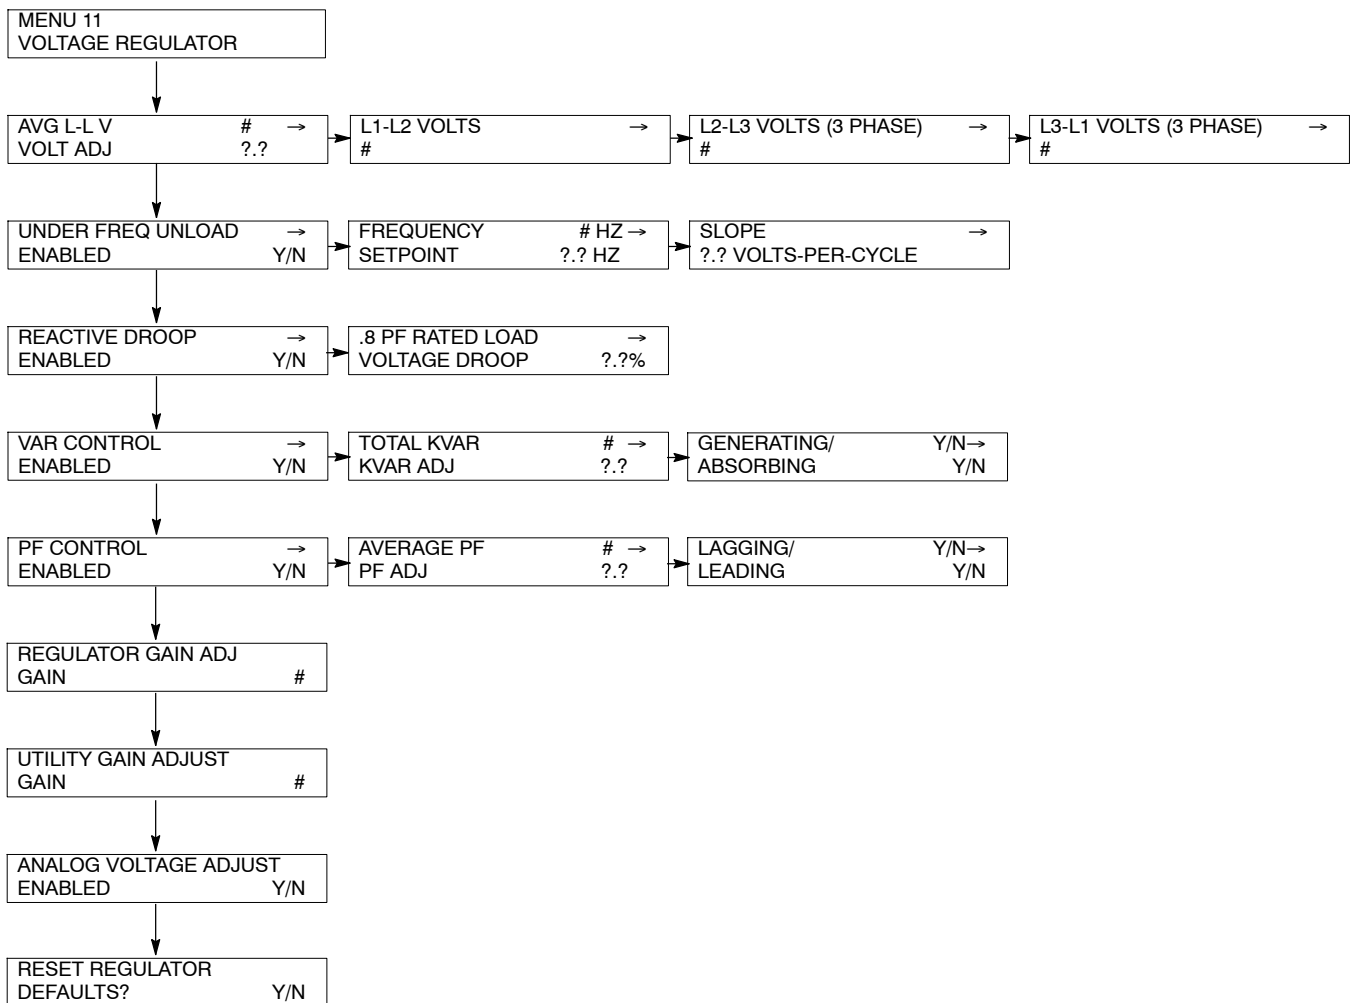 MENU 11
VOLTAGE REGULATOR
AVG L-L V # →
VOLT ADJ ?.?
L1-L2 VOLTS →
#
L2-L3 VOLTS (3 PHASE) →
#
L3-L1 VOLTS (3 PHASE) →
#
UNDER FREQ UNLOAD →
ENABLED Y/N
FREQUENCY # HZ →
SETPOINT ?.? HZ
SLOPE →
?.? VOLTS-PER-CYCLE
REACTIVE DROOP →
ENABLED Y/N
.8 PF RATED LOAD →
VOLTAGE DROOP ?.?%
VAR CONTROL →
ENABLED Y/N
TOTAL KVAR # →
KVAR ADJ ?.?
GENERATING/ Y/N→
ABSORBING Y/N
PF CONTROL →
ENABLED Y/N
AVERAGE PF # →
PF ADJ ?.?
LAGGING/ Y/N→
LEADING Y/N
REGULATOR GAIN ADJ
GAIN #
UTILITY GAIN ADJUST
GAIN #
ANALOG VOLTAGE ADJUST
ENABLED Y/N
RESET REGULATOR
DEFAULTS? Y/N